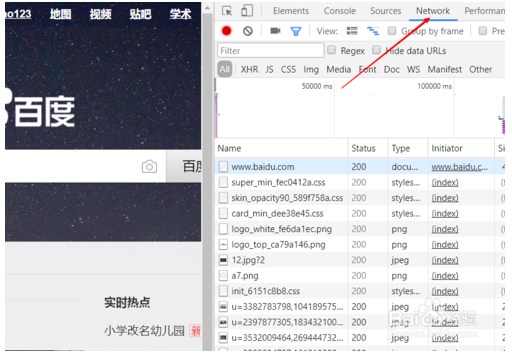 ao123 地图 视频 贴吧 学术
百度
百度
实时热点
小学改名幼儿园 新
Elements Console Sources Network Performan
View: Group by frame Pre
Filter Regex Hide data URLs
All XHR JS CSS Img Media Font Doc WS Manifest Other
50000 ms 100000 ms
Name Status Type Initiator Si
www.baidu.com 200 docu... www.baidu.c... 4
super_min_fec0412a.css 200 styles... (index)
skin_opacity90_589f758a.css 200 styles... (index)
card_min_dee38e45.css 200 styles... (index)
logo_white_fe6da1ec.png 200 png (index)
logo_top_ca79a146.png 200 png (index)
12.jpg?2 200 jpeg (index)
a7.png 200 png (index)
init_6151c8b8.css 200 styles... (index)
u=3382783798,104189575... 200 jpeg (index)
u=2397877305,183432100... 200 jpeg (index)
u=3532009464,269444732... 200 jpeg (index)
Baidu 经验